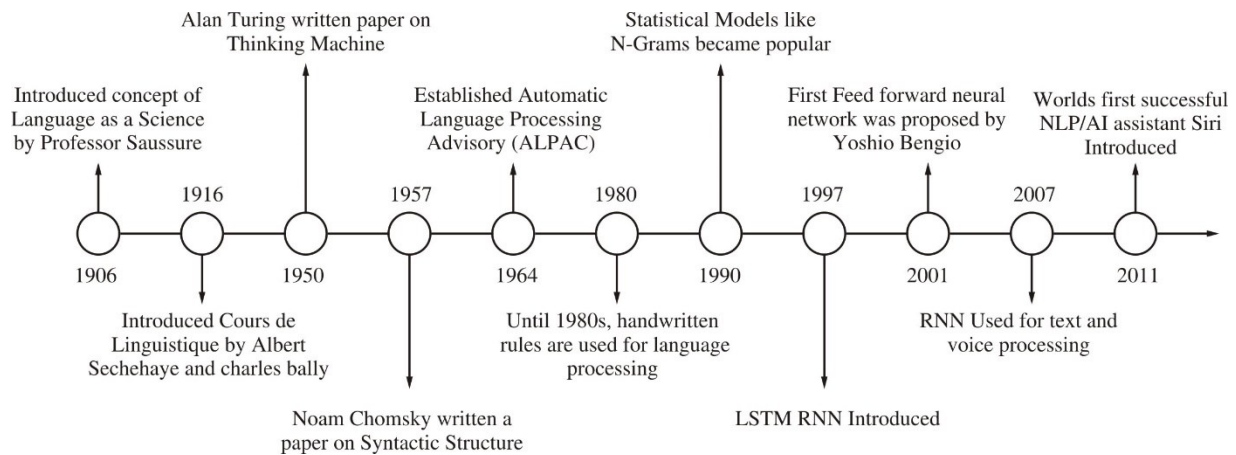 Alan Turing written paper on
Thinking Machine
Statistical Models like
N-Grams became popular
Introduced concept of
Language as a Science
by Professor Saussure
Established Automatic
Language Processing
Advisory (ALPAC)
First Feed forward neural
network was proposed by
Yoshio Bengio
Worlds first successful
NLP/AI assistant Siri
Introduced
1916
1957
1980
1997
2007
1906
1950
1964
1990
2001
2011
Introduced Cours de
Linguistique by Albert
Sechehaye and charles bally
Until 1980s, handwritten
rules are used for language
processing
RNN Used for text and
voice processing
Noam Chomsky written a
paper on Syntactic Structure
LSTM RNN Introduced